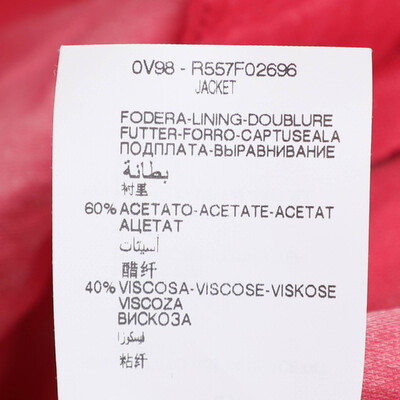 0V98 - R557F02696
JACKET
FODERA-LINING-DOUBLURE
FUTTER-FORRO-CAPTUSEALA
ПОДПЛАТА-ВЫРАВНИВАНИЕ
بطانة
衬里
60% ACETATO-ACETATE-ACETAT
АЦЕТАТ
أسيتات
醋纤
40% VISCOSA-VISCOSE-VISKOSE
VISCOZA
ВИСКОЗА
فيسكوزا
粘纤